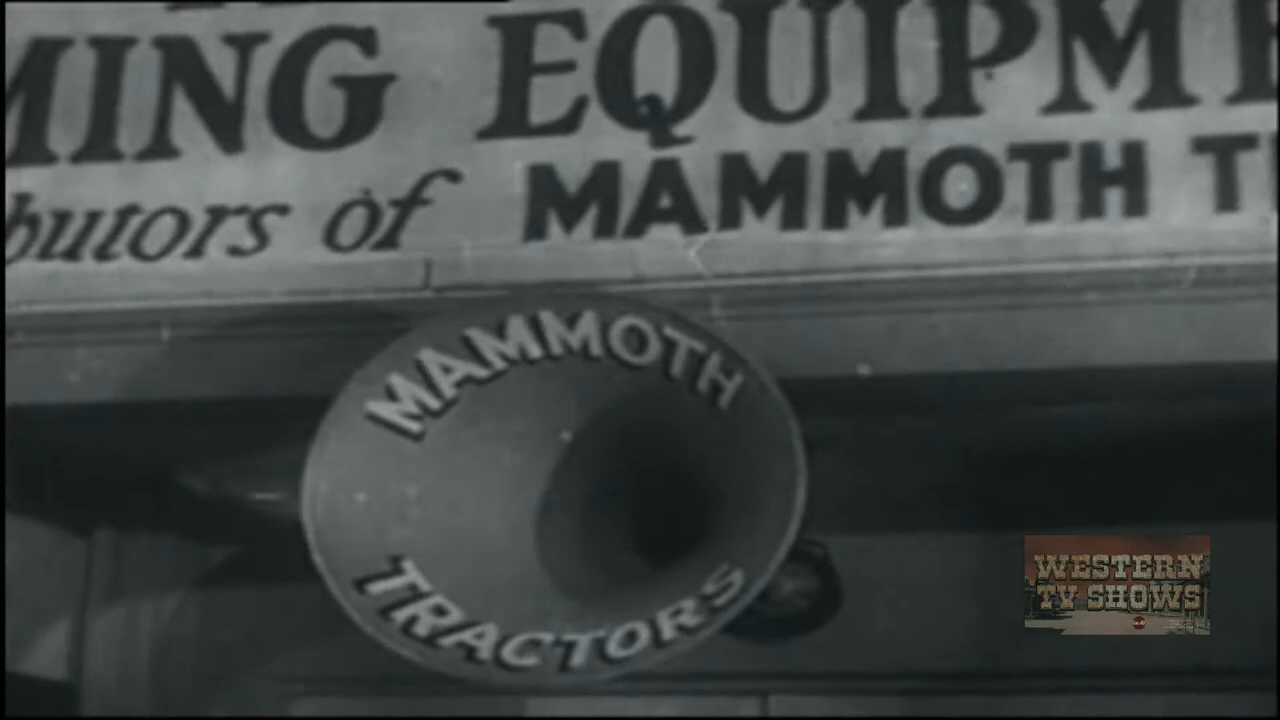 MING EQUIPME
butors of MAMMOTH T
MAMMOTH
TRACTORS
WESTERN
TV SHOWS